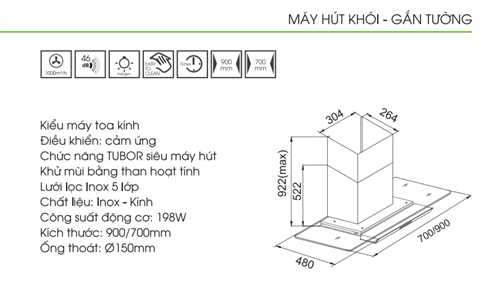 MÁY HÚT KHÓI - GẮN TƯỜNG
46
dB
1000m³/h
halogen
EASY
TO
CLEAN
Timer
900
mm
700
mm
Kiểu máy toa kính
Điều khiển: cảm ứng
Chức năng TUBOR siêu máy hút
Khử mùi bằng than hoạt tính
Lưới lọc Inox 5 lớp
Chất liệu: Inox - Kính
Công suất động cơ: 198W
Kích thước: 900/700mm
Ống thoát: Ø150mm
304
264
922(max)
522
480
700/900